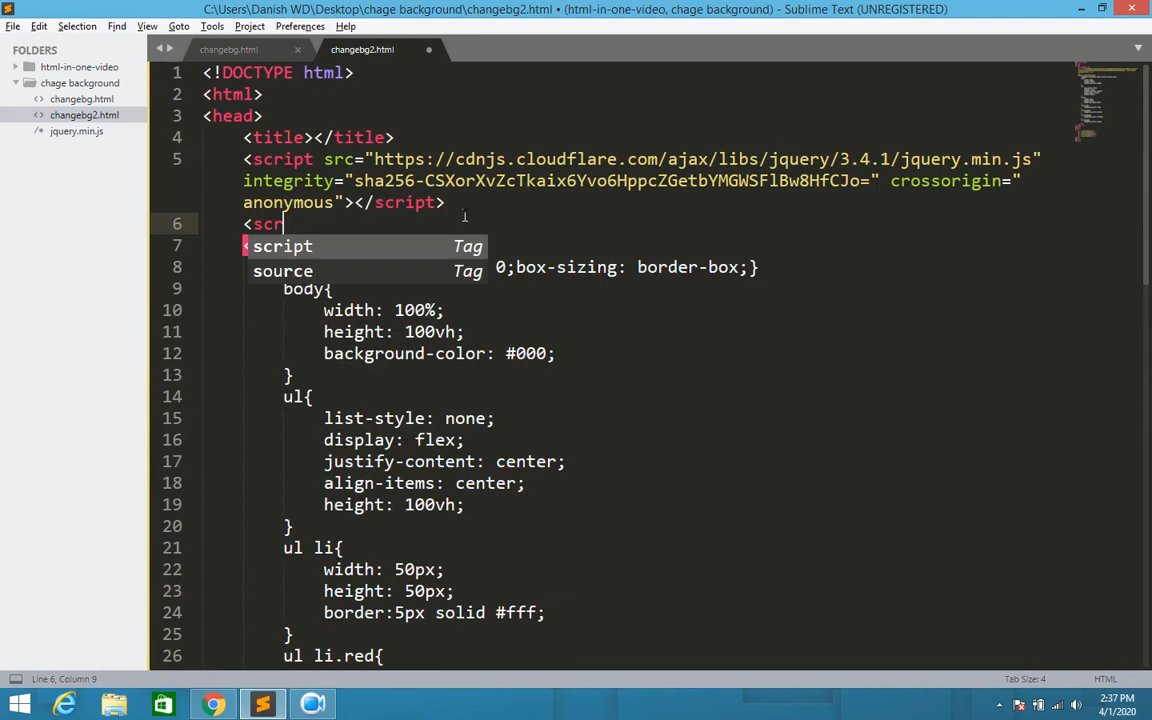 C:\Users\Danish WD\Desktop\chage background\changebg2.html • (html-in-one-video, chage background) - Sublime Text (UNREGISTERED)
File Edit Selection Find View Goto Tools Project Preferences Help
FOLDERS
html-in-one-video
chage background
changebg.html
changebg2.html
jquery.min.js
changebg.html
changebg2.html
1 <!DOCTYPE html>
2 <html>
3 <head>
4 <title></title>
5 <script src="https://cdnjs.cloudflare.com/ajax/libs/jquery/3.4.1/jquery.min.js"
integrity="sha256-CSXorXvZcTkaix6Yvo6HppcZGetbYMGWSFlBw8HfCJo=" crossorigin="
anonymous"></script>
6 <scr
script Tag
source Tag
7 <
8 0;box-sizing: border-box;}
9 body{
10 width: 100%;
11 height: 100vh;
12 background-color: #000;
13 }
14 ul{
15 list-style: none;
16 display: flex;
17 justify-content: center;
18 align-items: center;
19 height: 100vh;
20 }
21 ul li{
22 width: 50px;
23 height: 50px;
24 border:5px solid #fff;
25 }
26 ul li.red{
Line 6, Column 9
Tab Size: 4
HTML
2:37 PM
4/1/2020